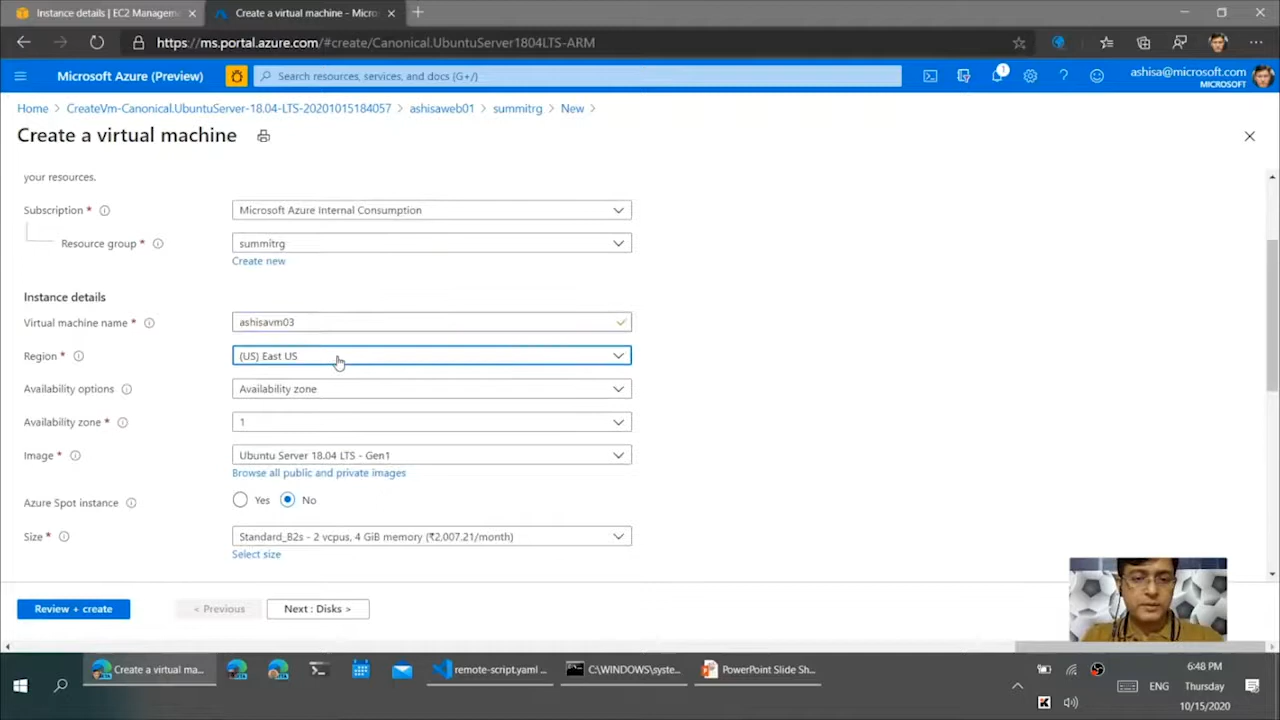 Instance details | EC2 Managem
Create a virtual machine - Micro
https://ms.portal.azure.com/#create/Canonical.UbuntuServer1804LTS-ARM
Microsoft Azure (Preview)
Search resources, services, and docs (G+/)
1
ashisa@microsoft.com
MICROSOFT
Home > CreateVm-Canonical.UbuntuServer-18.04-LTS-20201015184057 > ashisaweb01 > summitrg > New >
Create a virtual machine
your resources.
Subscription *
Microsoft Azure Internal Consumption
Resource group *
summitrg
Create new
Instance details
Virtual machine name *
ashisavm03
Region *
(US) East US
Availability options
Availability zone
Availability zone *
1
Image *
Ubuntu Server 18.04 LTS - Gen1
Browse all public and private images
Azure Spot instance
Yes
No
Size *
Standard_B2s - 2 vcpus, 4 GiB memory (₹2,007.21/month)
Select size
Review + create
< Previous
Next : Disks >
Create a virtual ma...
remote-script.yaml ...
C:\WINDOWS\syste...
PowerPoint Slide Sh...
6:48 PM
ENG
Thursday
10/15/2020